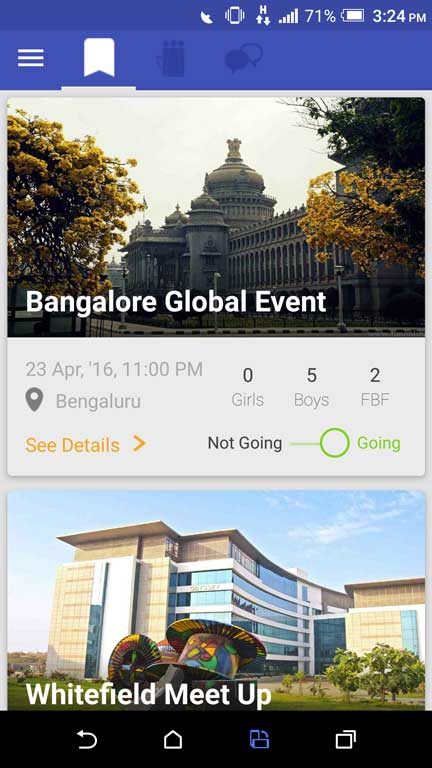 H 71% 3:24 PM
Bangalore Global Event
23 Apr, '16, 11:00 PM
Bengaluru
0 5 2
Girls Boys FBF
See Details
Not Going Going
Whitefield Meet Up